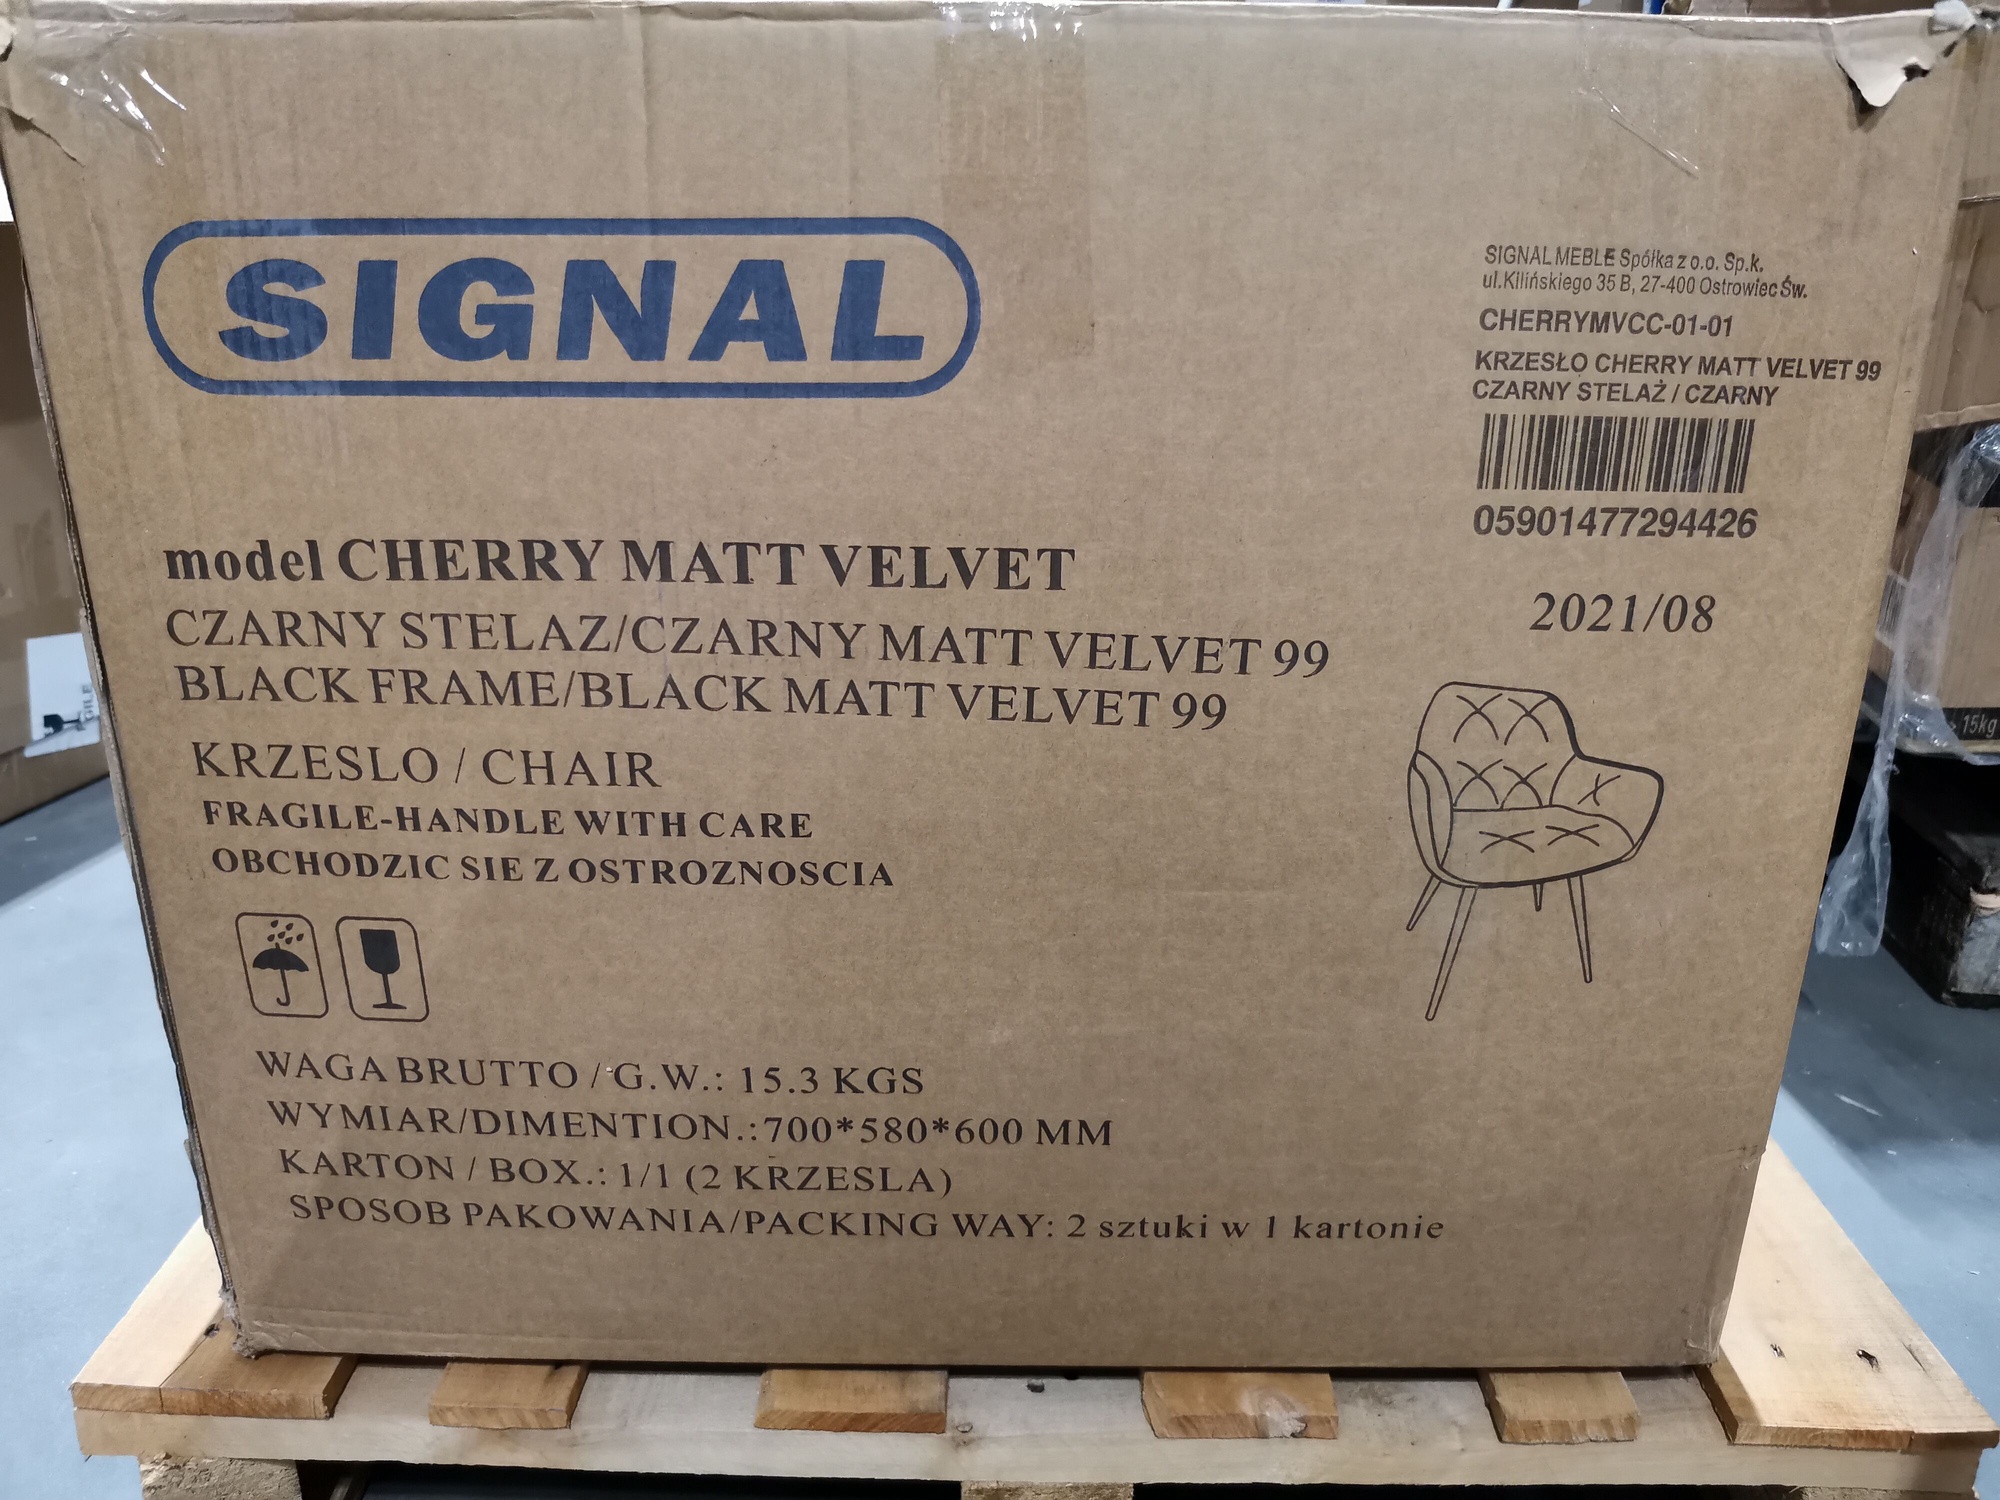 SIGNAL
SIGNAL MEBLE Spółka z o.o. Sp.k.
ul.Kilińskiego 35 B, 27-400 Ostrowiec Św.
CHERRYMVCC-01-01
KRZESŁO CHERRY MATT VELVET 99
CZARNY STELAŻ / CZARNY
05901477294426
2021/08
model CHERRY MATT VELVET
CZARNY STELAZ/CZARNY MATT VELVET 99
BLACK FRAME/BLACK MATT VELVET 99
KRZESLO / CHAIR
FRAGILE-HANDLE WITH CARE
OBCHODZIC SIE Z OSTROZNOSCIA
WAGA BRUTTO / G.W.: 15.3 KGS
WYMIAR/DIMENTION.:700*580*600 MM
KARTON / BOX.: 1/1 (2 KRZESLA)
SPOSOB PAKOWANIA/PACKING WAY: 2 sztuki w 1 kartonie
15kg